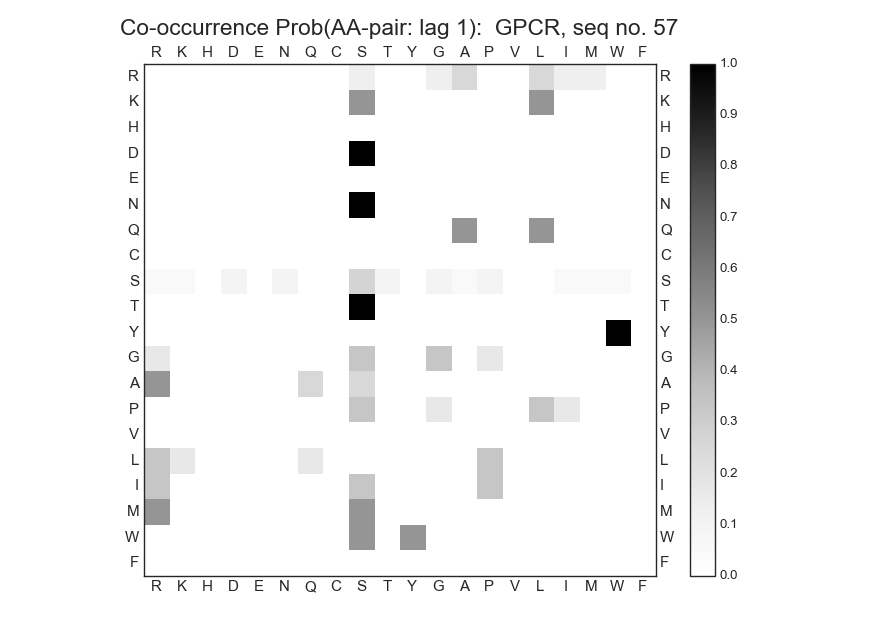 Co-occurrence Prob(AA-pair: lag 1):  GPCR, seq no. 57
R K H D E N Q C S T Y G A P V L I M W F
R R
K K
H H
D D
E E
N N
Q Q
C C
S S
T T
Y Y
G G
A A
P P
V V
L L
I I
M M
W W
F F
R K H D E N Q C S T Y G A P V L I M W F
1.0
0.9
0.8
0.7
0.6
0.5
0.4
0.3
0.2
0.1
0.0